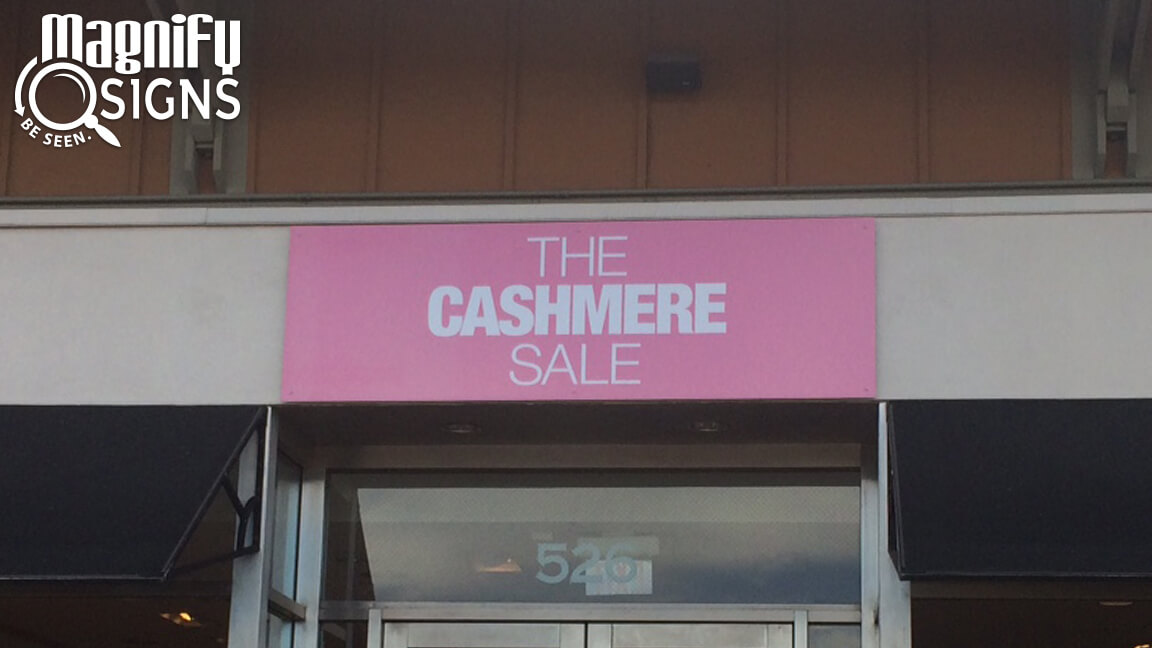 Magnify
SIGNS
BE SEEN.
THE
CASHMERE
SALE
526